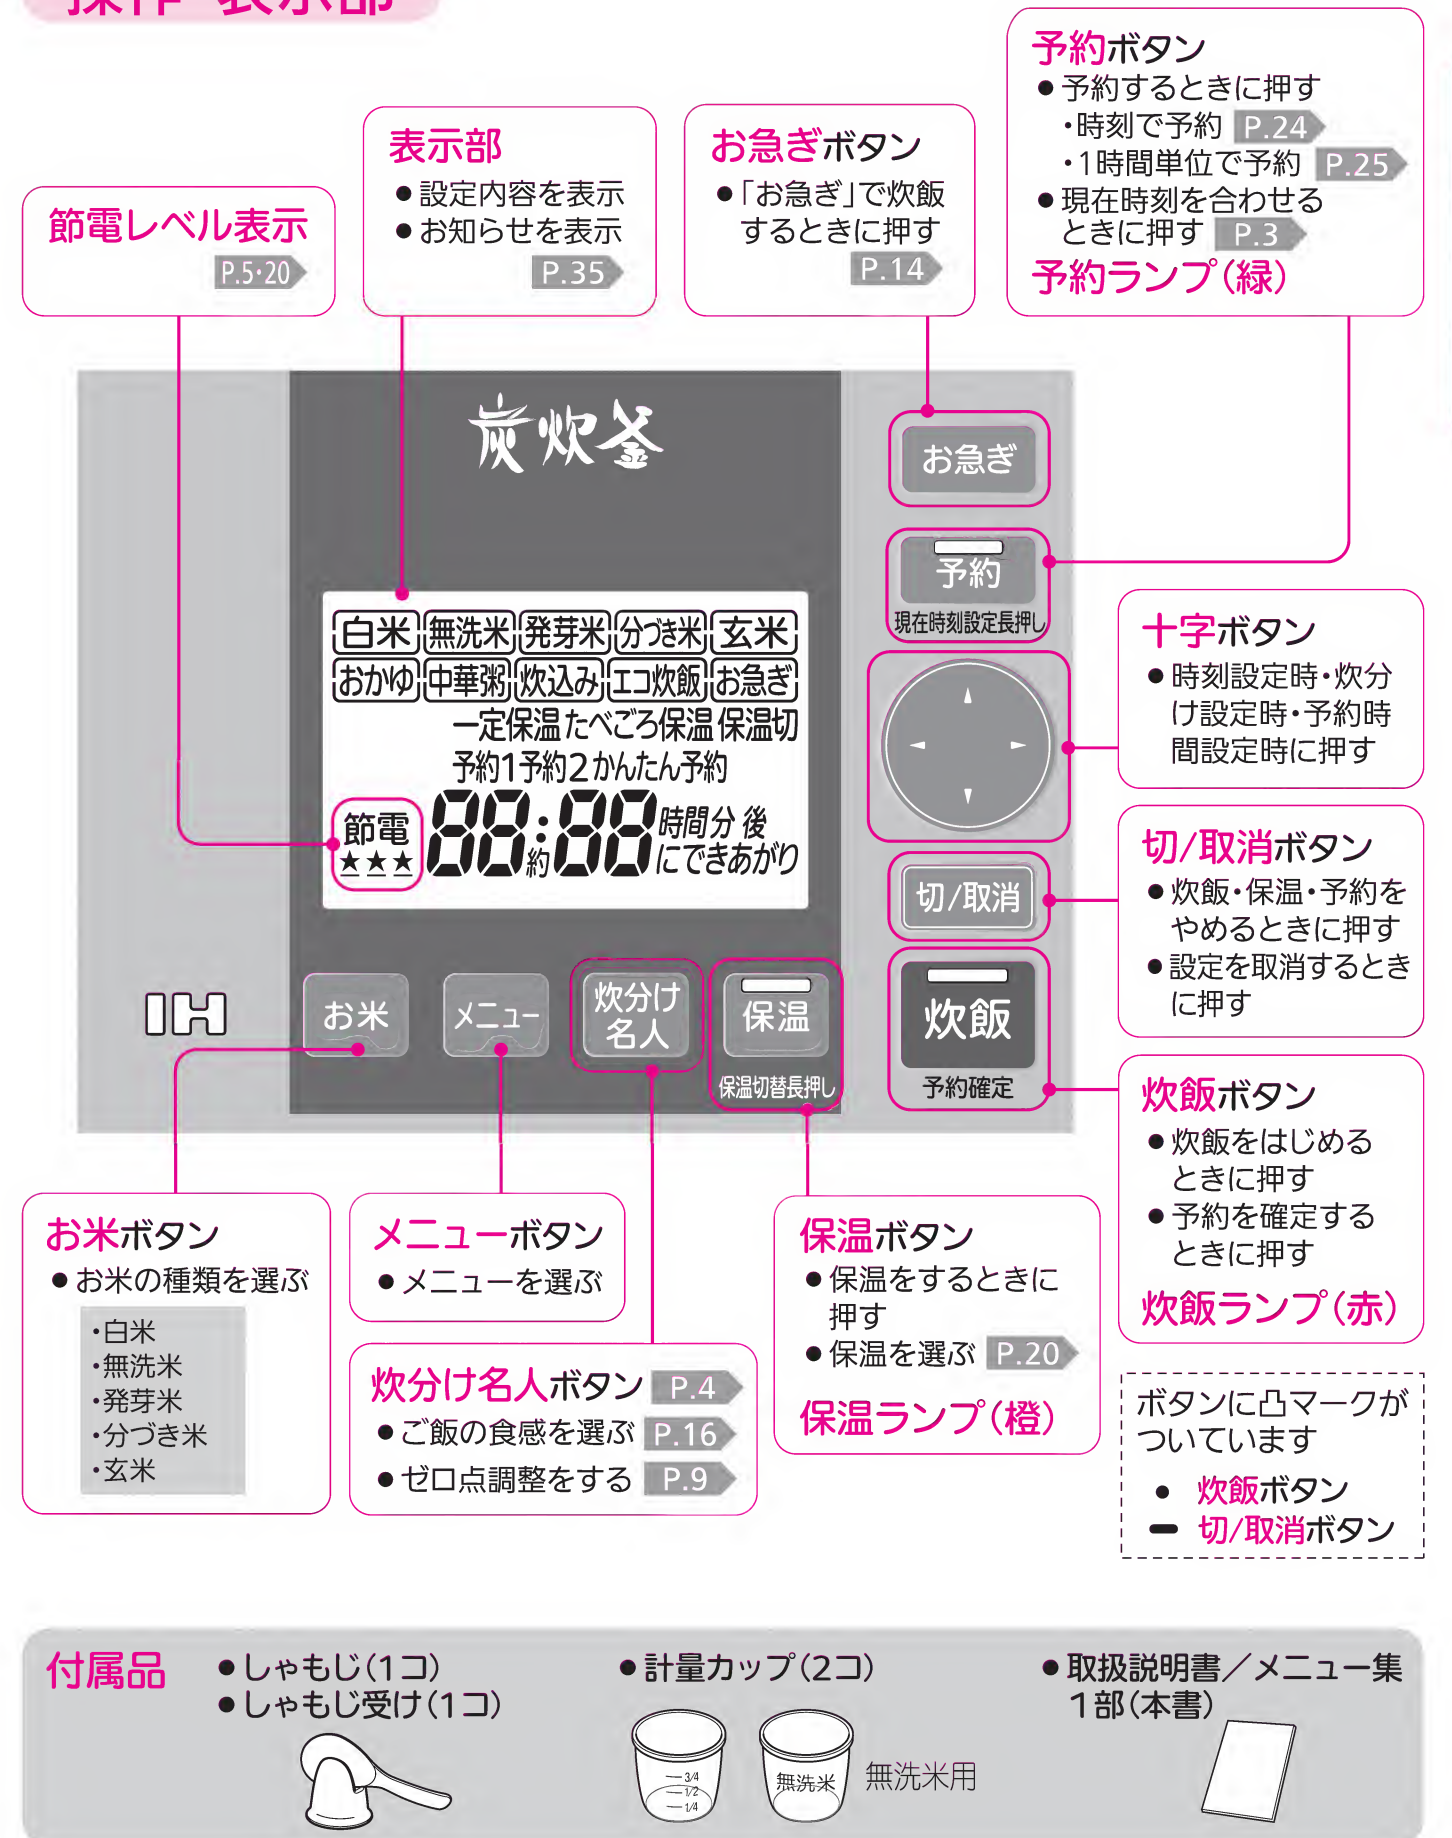 操作・表示部
節電レベル表示
P.5・20
表示部
●設定内容を表示
●お知らせを表示
P.35
お急ぎボタン
●「お急ぎ」で炊飯
するときに押す
P.14
予約ボタン
●予約するときに押す
・時刻で予約 P.24
・1時間単位で予約 P.25
●現在時刻を合わせる
ときに押す P.3
予約ランプ(緑)
炭炊釜
白米 無洗米 発芽米 分づき米 玄米
おかゆ 中華粥 炊込み エコ炊飯 お急ぎ
一定保温 たべごろ保温 保温切
予約1 予約2 かんたん予約
節電
★★★
88:88
約
時間分 後
にできあがり
お急ぎ
予約
現在時刻設定長押し
切/取消
炊飯
予約確定
IH
お米
メニュー
炊分け
名人
保温
保温切替長押し
十字ボタン
●時刻設定時・炊分
け設定時・予約時
間設定時に押す
切/取消ボタン
●炊飯・保温・予約を
やめるときに押す
●設定を取消するとき
に押す
炊飯ボタン
●炊飯をはじめる
ときに押す
●予約を確定する
ときに押す
炊飯ランプ(赤)
お米ボタン
●お米の種類を選ぶ
・白米
・無洗米
・発芽米
・分づき米
・玄米
メニューボタン
●メニューを選ぶ
炊分け名人ボタン P.4
●ご飯の食感を選ぶ P.16
●ゼロ点調整をする P.9
保温ボタン
●保温をするときに
押す
●保温を選ぶ P.20
保温ランプ(橙)
ボタンに凸マークが
ついています
● 炊飯ボタン
━ 切/取消ボタン
付属品
●しゃもじ(1コ)
●しゃもじ受け(1コ)
●計量カップ(2コ)
3/4
1/2
1/4
無洗米
無洗米用
●取扱説明書／メニュー集
1部(本書)